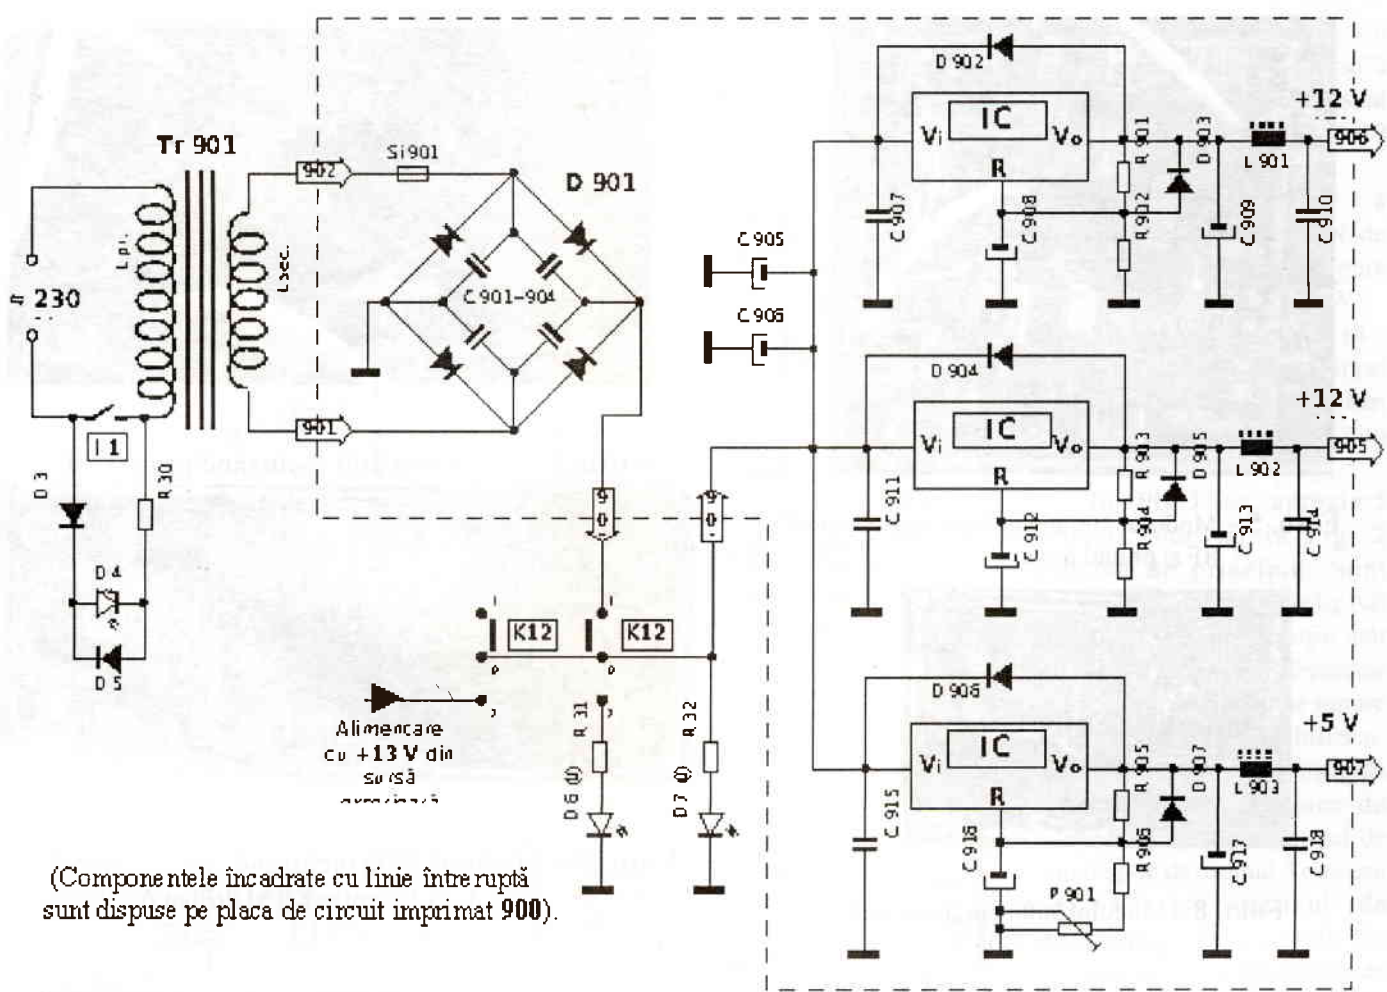 +12 V
D 902
IC
Vi
Vo
R
R 901
D 903
R 902
L 901
906
C 907
C 908
C 909
C 910
Tr 901
902
Si901
D 901
L pr.
L sec.
230
C 901-904
C 905
C 906
901
I 1
D 3
R 30
D 4
D 5
+12 V
D 904
IC
Vi
Vo
R
R 903
D 905
R 904
L 902
905
C 911
C 912
C 913
C 914
K12
K12
Alimentare
cu +13 V din
sursă
R 31
R 32
D 6 (U)
D 7 (U)
+5 V
D 906
IC
Vi
Vo
R
R 905
D 907
R 906
L 903
907
C 915
C 916
C 917
C 918
P 901
(Componentele încadrate cu linie întreruptă
sunt dispuse pe placa de circuit imprimat 900).